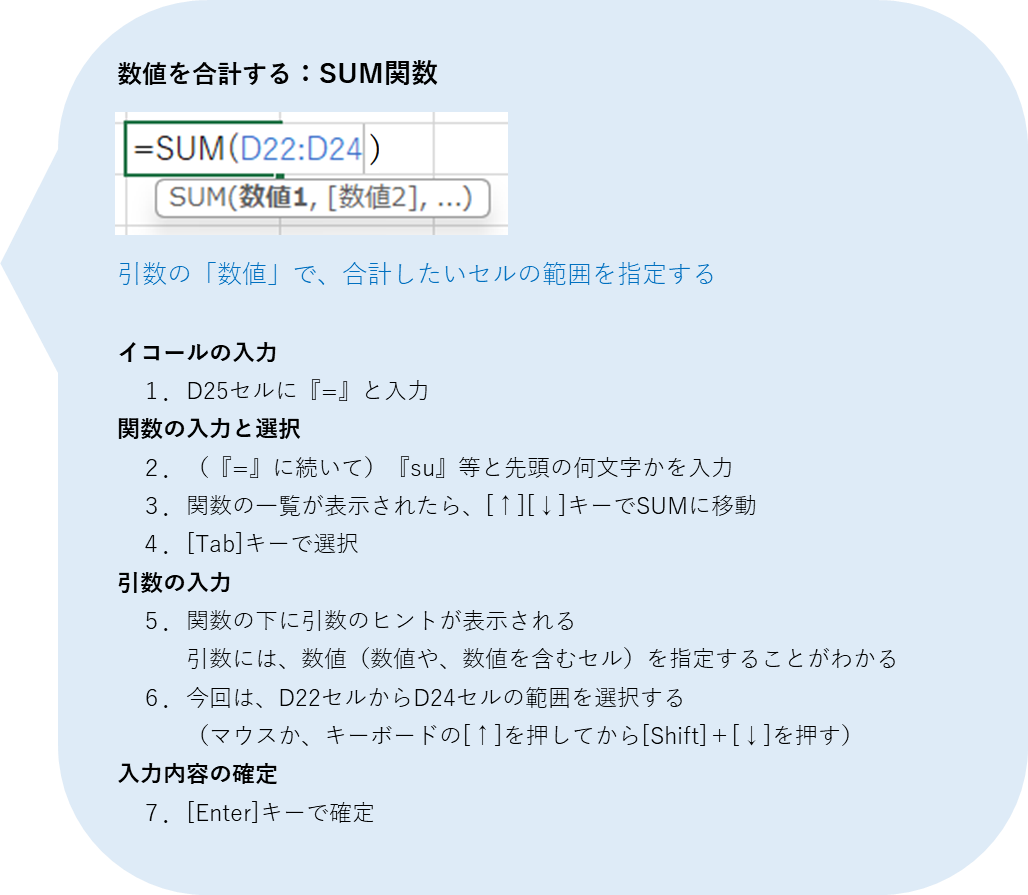 数値を合計する：SUM関数
=SUM(D22:D24)
SUM(数値1, [数値2], ...)
引数の「数値」で、合計したいセルの範囲を指定する
イコールの入力
１．D25セルに『=』と入力
関数の入力と選択
２．（『=』に続いて）『su』等と先頭の何文字かを入力
３．関数の一覧が表示されたら、[↑][↓]キーでSUMに移動
４．[Tab]キーで選択
引数の入力
５．関数の下に引数のヒントが表示される
引数には、数値（数値や、数値を含むセル）を指定することがわかる
６．今回は、D22セルからD24セルの範囲を選択する
（マウスか、キーボードの[↑]を押してから[Shift]＋[↓]を押す）
入力内容の確定
７．[Enter]キーで確定